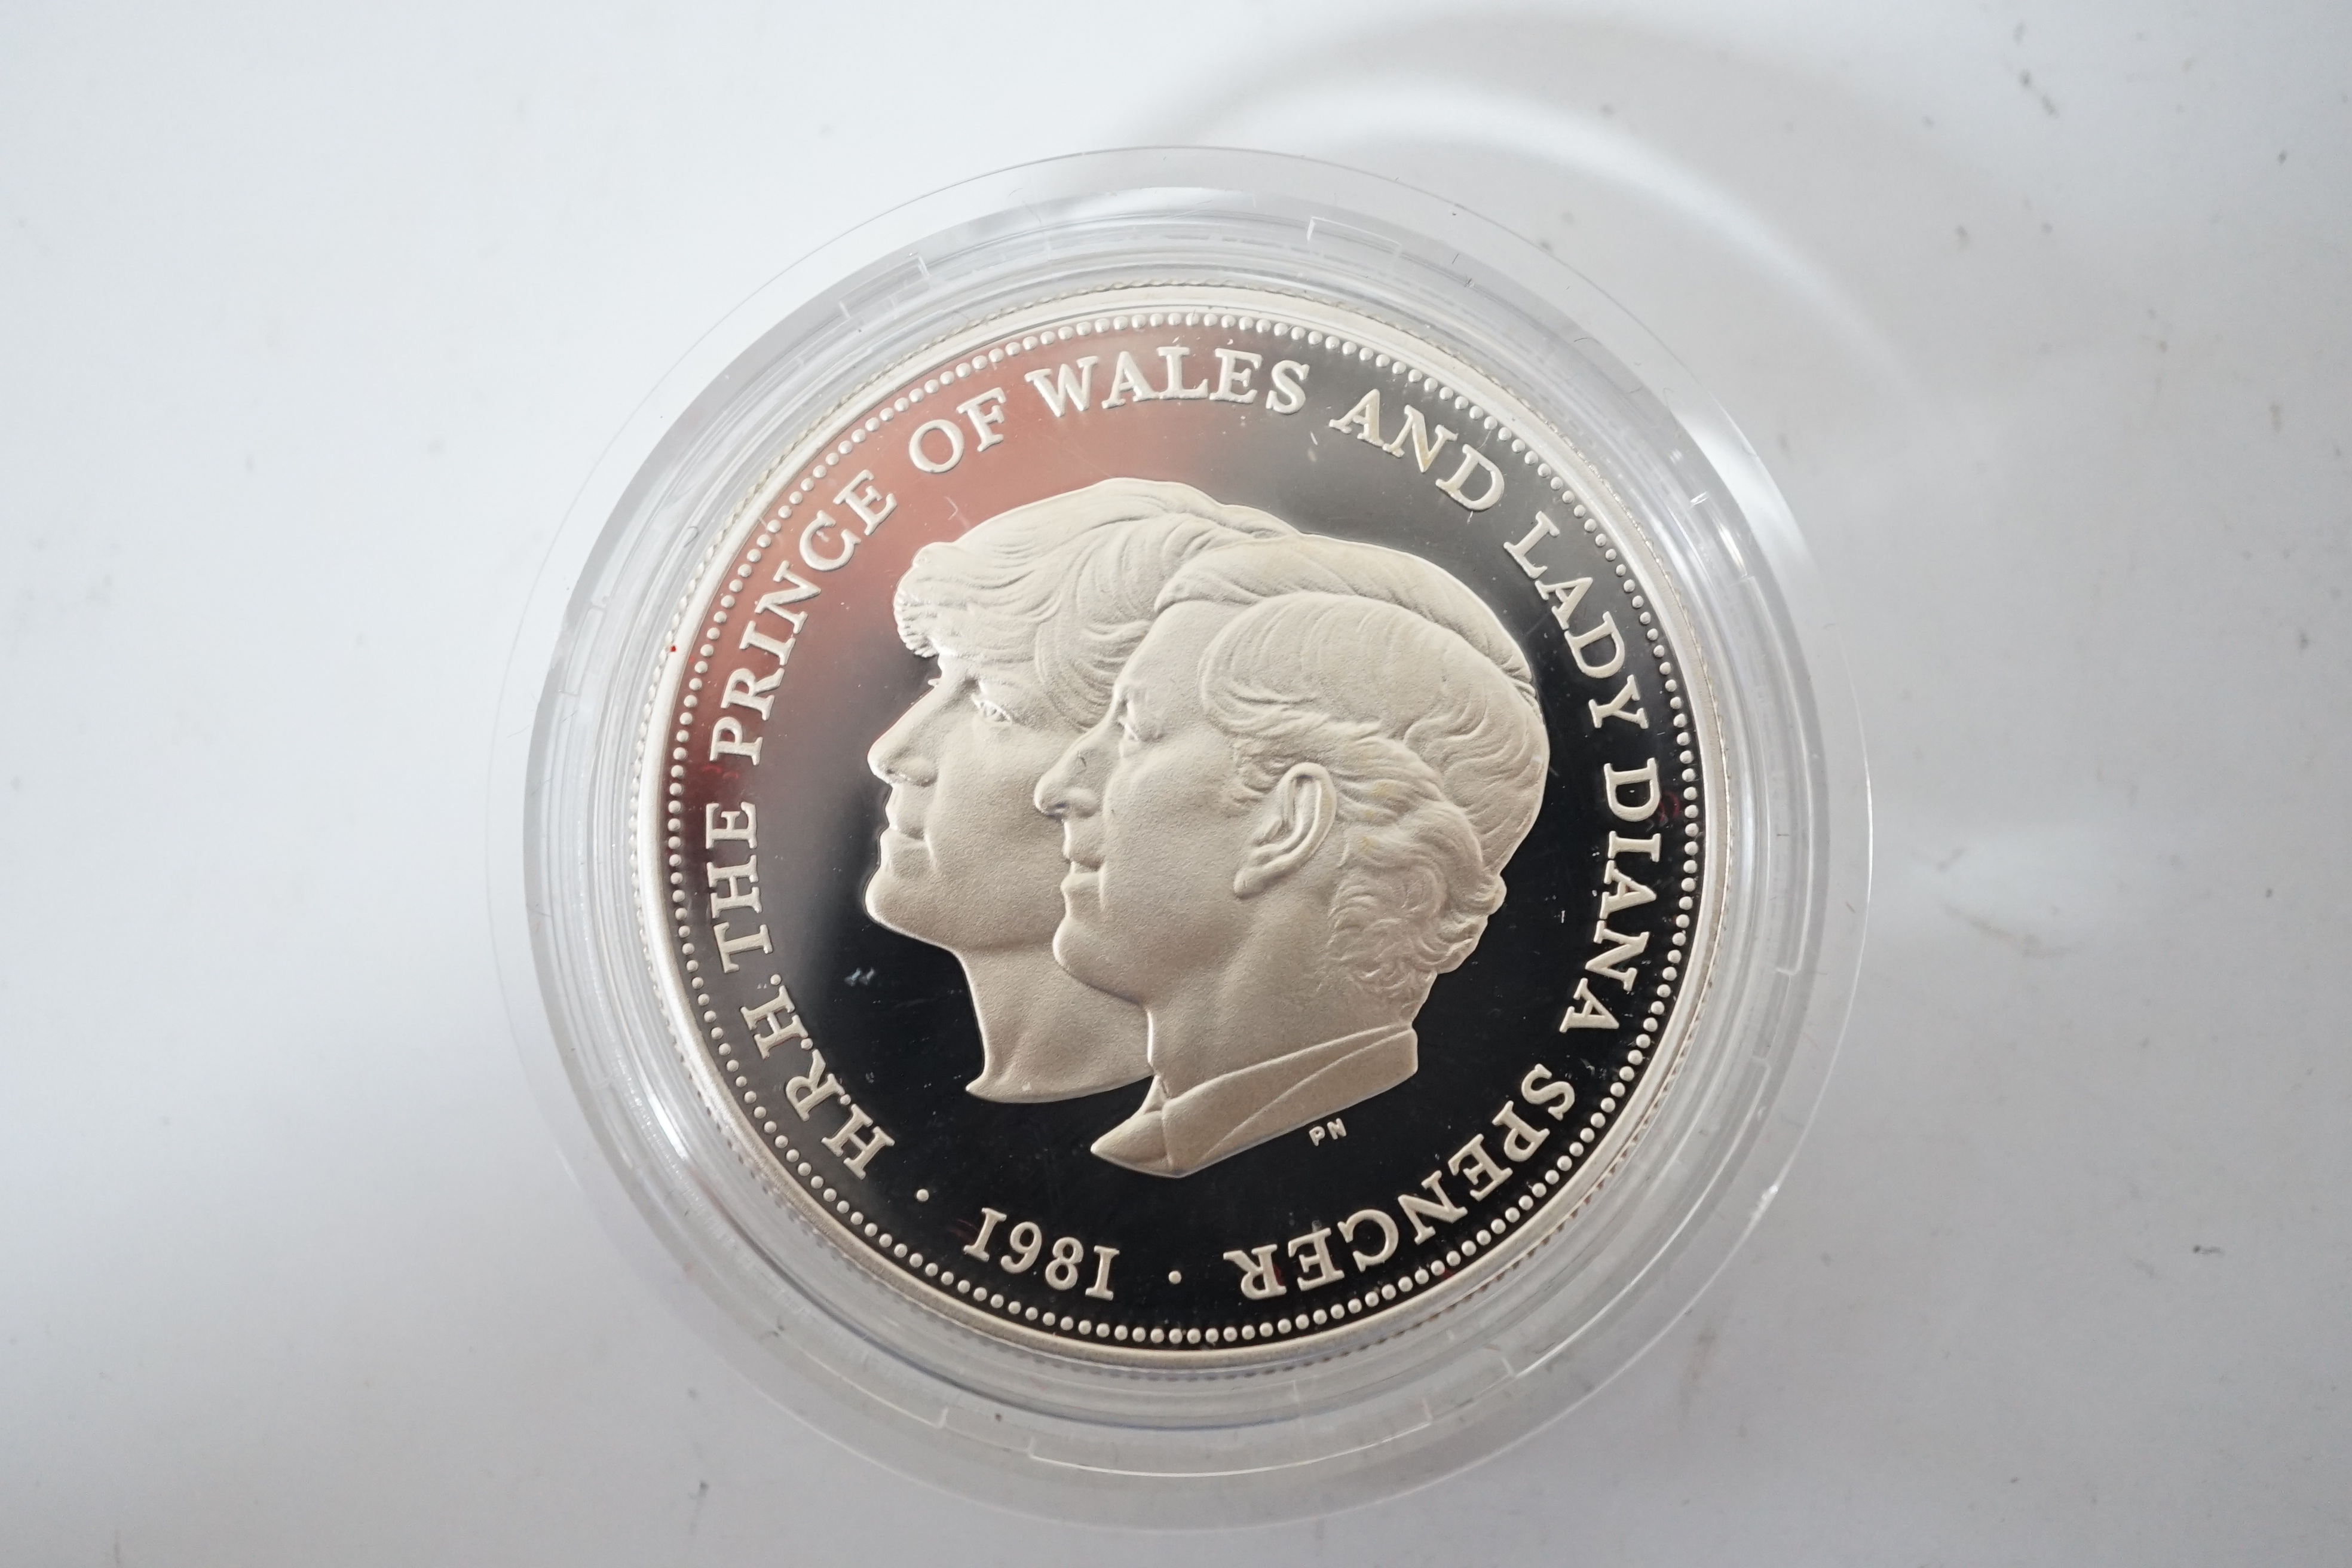 H.R.H. THE PRINCE OF WALES AND LADY DIANA SPENCER · 1981 ·
PN